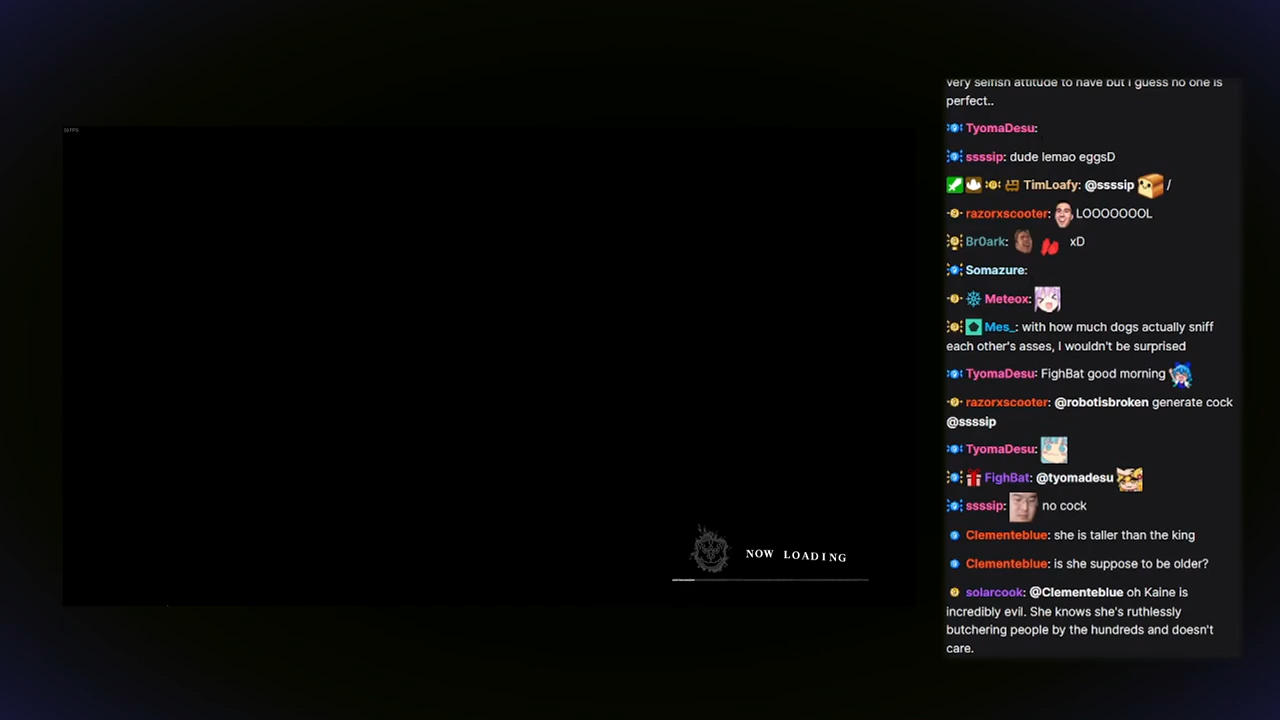 very selfish attitude to have but I guess no one is
perfect..
TyomaDesu:
ssssip: dude lemao eggsD
TimLoafy: @ssssip /
razorxscooter: LOOOOOOOL
Br0ark: xD
Somazure:
Meteox:
Mes_: with how much dogs actually sniff
each other's asses, I wouldn't be surprised
TyomaDesu: FighBat good morning
razorxscooter: @robotisbroken generate cock
@ssssip
TyomaDesu:
FighBat: @tyomadesu
ssssip: no cock
Clementeblue: she is taller than the king
Clementeblue: is she suppose to be older?
solarcook: @Clementeblue oh Kaine is
incredibly evil. She knows she's ruthlessly
butchering people by the hundreds and doesn't
care.
NOW LOADING